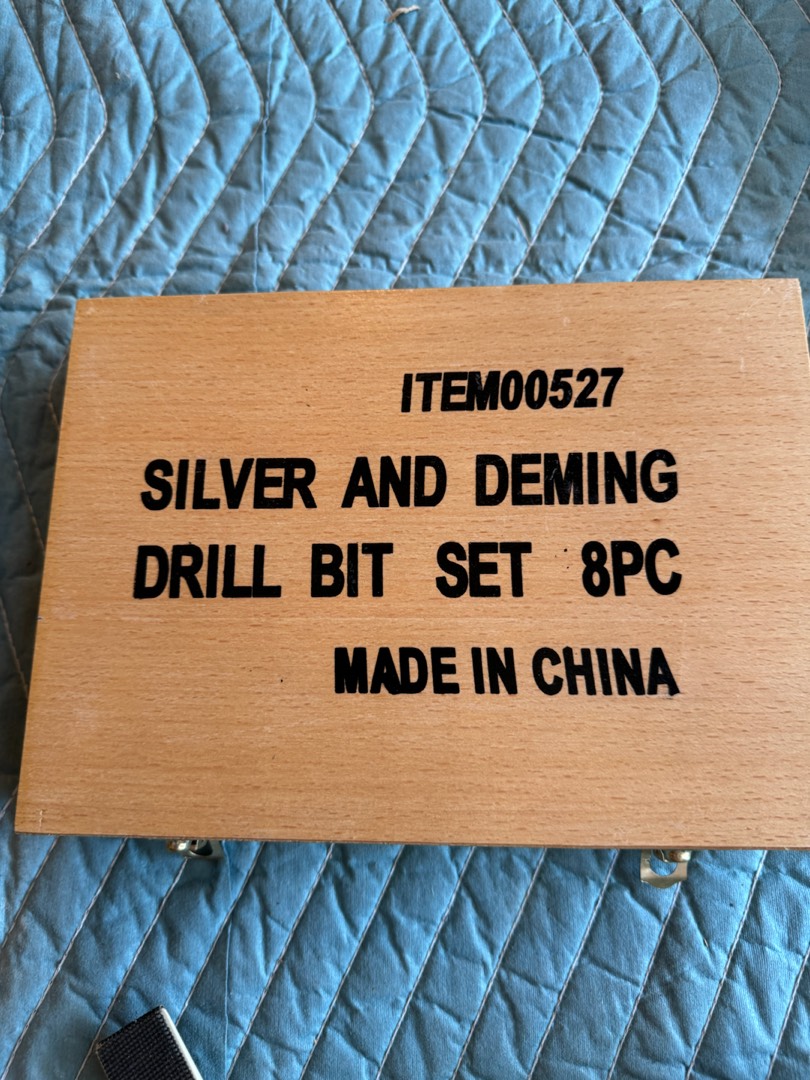 ITEM00527
SILVER AND DEMING
DRILL BIT SET 8PC
MADE IN CHINA